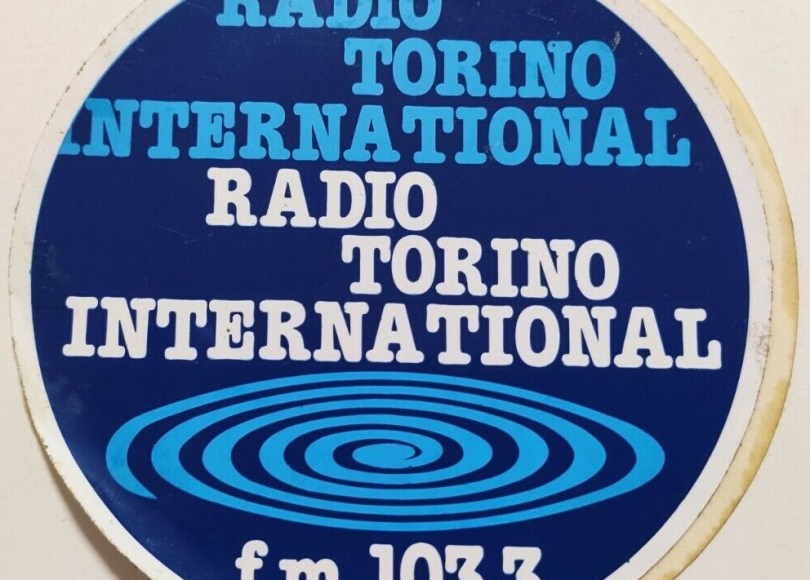 RADIO
TORINO
INTERNATIONAL
RADIO
TORINO
INTERNATIONAL
fm 103.3